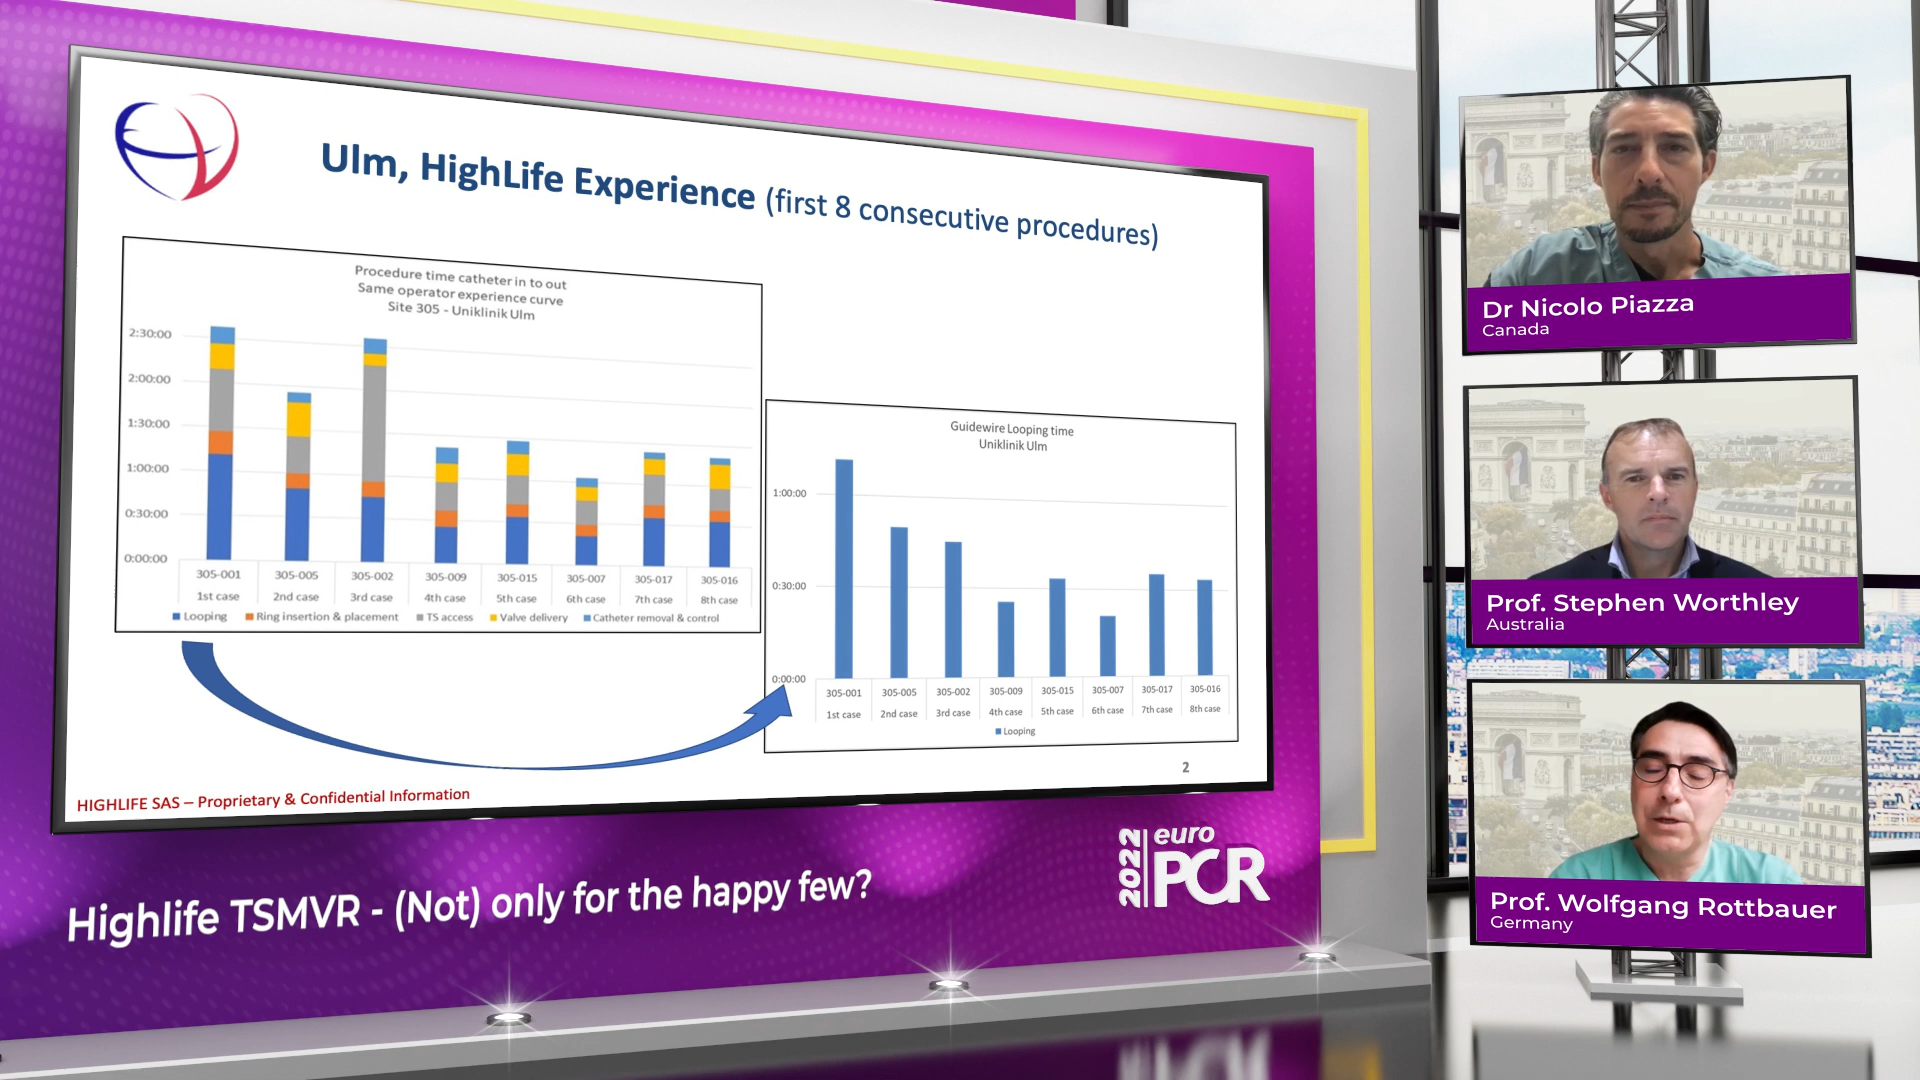 Ulm, HighLife Experience (first 8 consecutive procedures)
Procedure time catheter in to out
Same operator experience curve
Site 305 - Uniklinik Ulm
2:30:00
2:00:00
1:30:00
1:00:00
0:30:00
0:00:00
305-001 305-005 305-002 305-009 305-015 305-007 305-017 305-016
1st case 2nd case 3rd case 4th case 5th case 6th case 7th case 8th case
Looping Ring insertion & placement TS access Valve delivery Catheter removal & control
Guidewire Looping time
Uniklinik Ulm
1:00:00
0:30:00
0:00:00
305-001 305-005 305-002 305-009 305-015 305-007 305-017 305-016
1st case 2nd case 3rd case 4th case 5th case 6th case 7th case 8th case
Looping
2
HIGHLIFE SAS – Proprietary & Confidential Information
Highlife TSMVR - (Not) only for the happy few?
2022
euro
PCR
Dr Nicolo Piazza
Canada
Prof. Stephen Worthley
Australia
Prof. Wolfgang Rottbauer
Germany